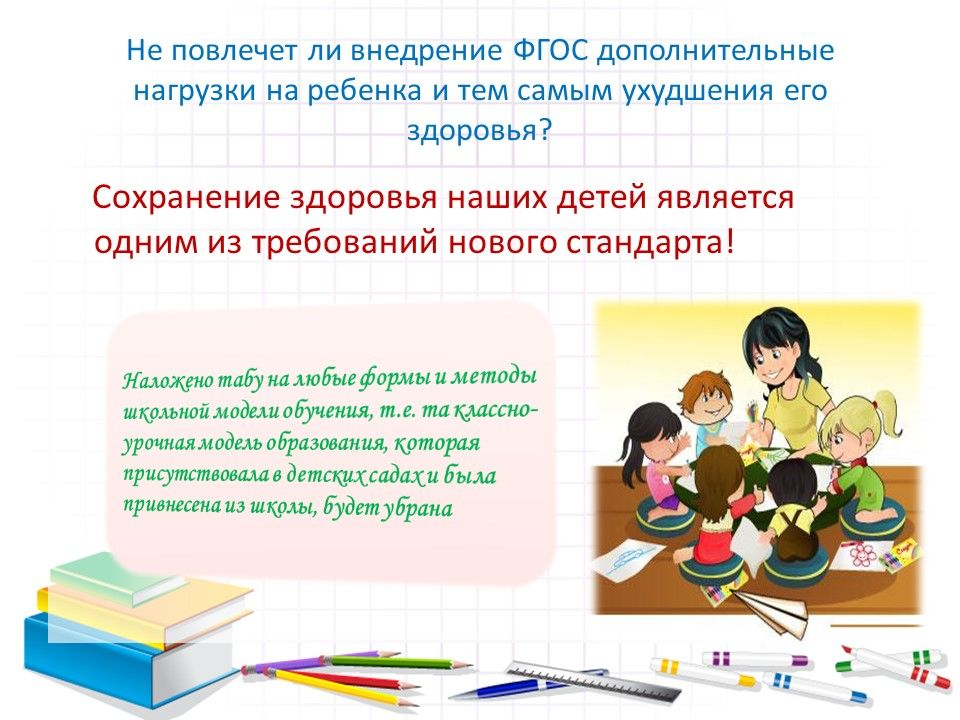 Не повлечет ли внедрение ФГОС дополнительные
нагрузки на ребенка и тем самым ухудшения его
здоровья?
Сохранение здоровья наших детей является
одним из требований нового стандарта!
Наложено табу на любые формы и методы
школьной модели обучения, т.е. та классно-
урочная модель образования, которая
присутствовала в детских садах и была
привнесена из школы, будет убрана